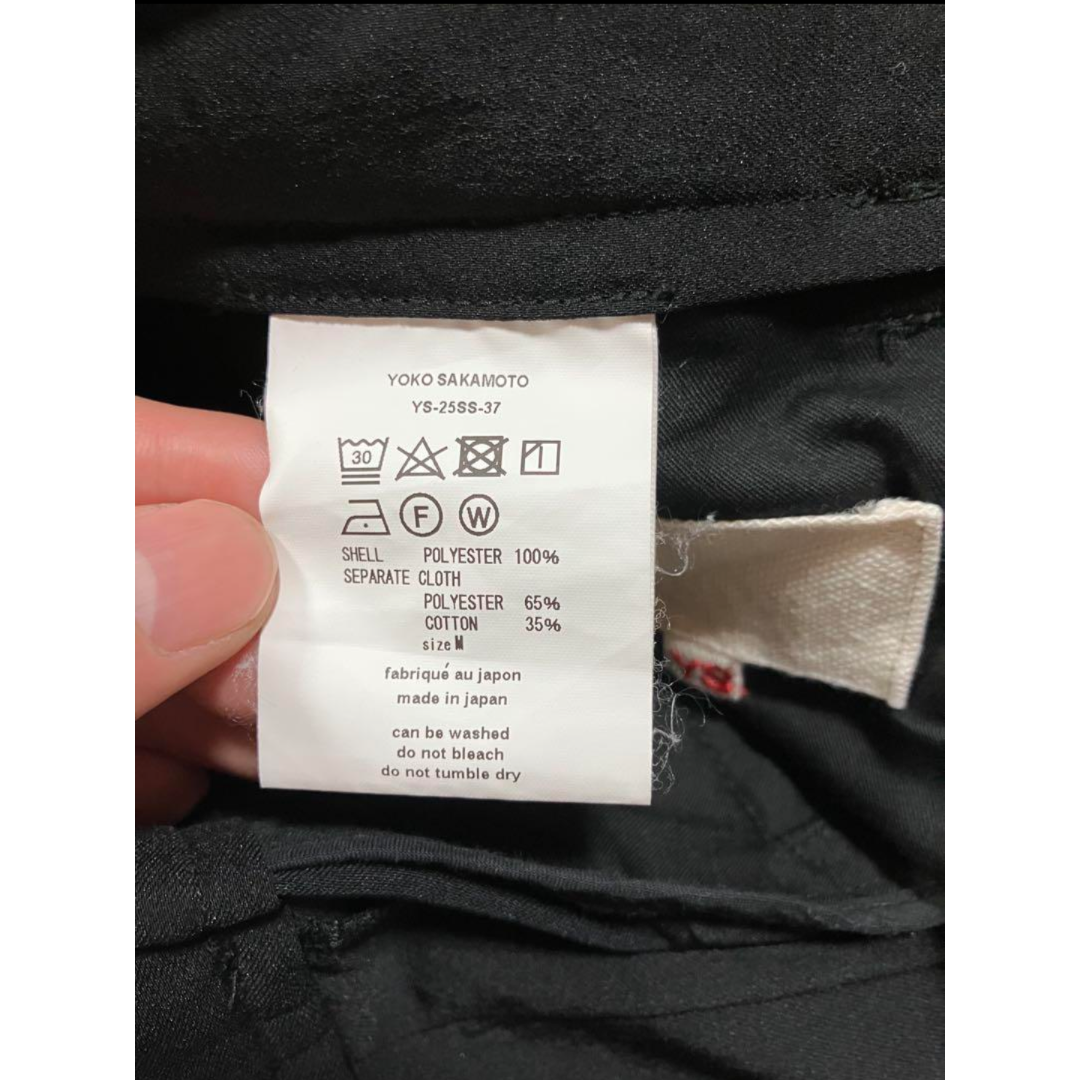 YOKO SAKAMOTO
YS-25SS-37
30
F W
SHELL POLYESTER 100%
SEPARATE CLOTH
POLYESTER 65%
COTTON 35%
size M
fabriqué au japon
made in japan
can be washed
do not bleach
do not tumble dry